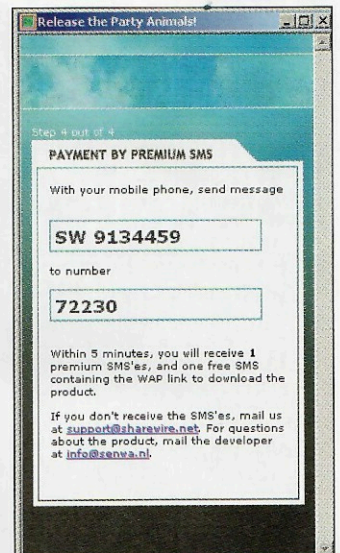 Release the Party Animals!
Step 4 out of 4
PAYMENT BY PREMIUM SMS
With your mobile phone, send message
SW 9134459
to number
72230
Within 5 minutes, you will receive 1
premium SMS'es, and one free SMS
containing the WAP link to download the
product.
If you don't receive the SMS'es, mail us
at support@sharewire.net. For questions
about the product, mail the developer
at info@senwa.nl.